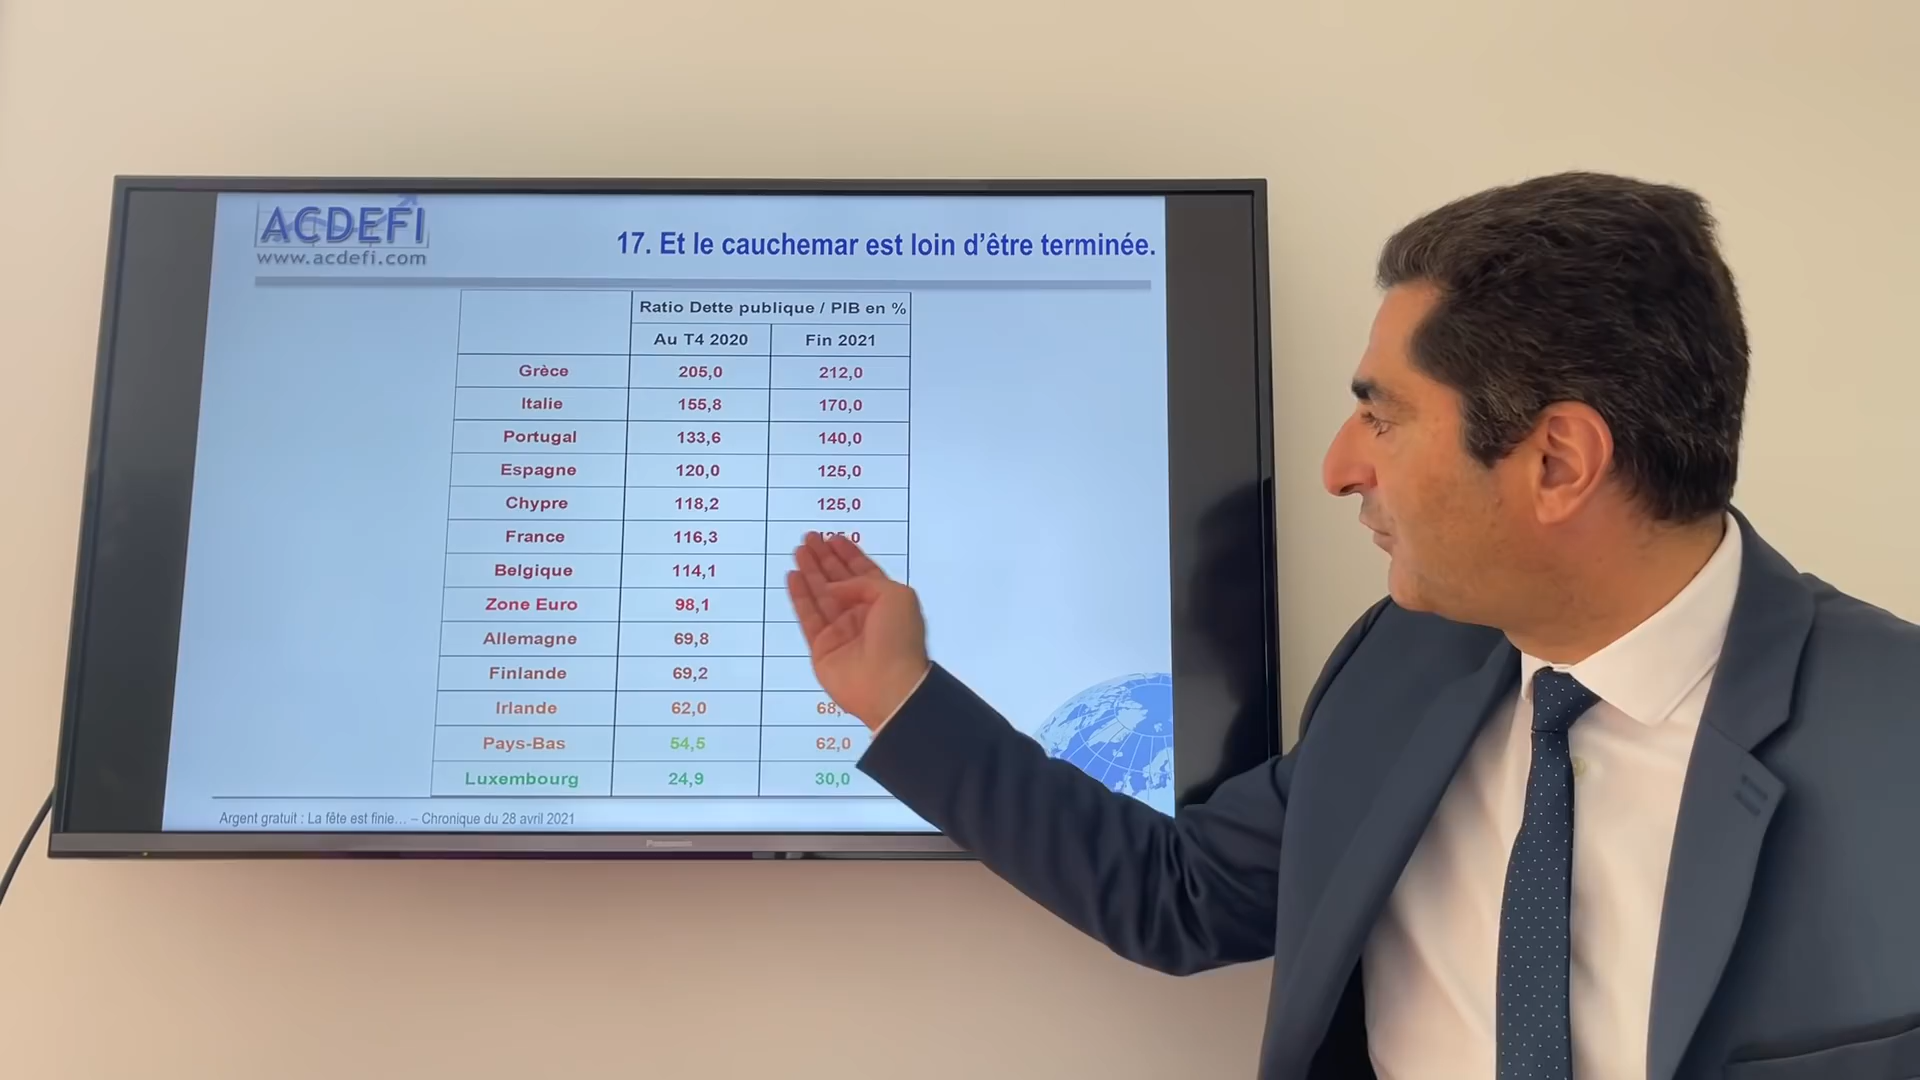 ACDEFI
www.acdefi.com
17. Et le cauchemar est loin d'être terminée.
Ratio Dette publique / PIB en %
Au T4 2020 Fin 2021
Grèce 205,0 212,0
Italie 155,8 170,0
Portugal 133,6 140,0
Espagne 120,0 125,0
Chypre 118,2 125,0
France 116,3
Belgique 114,1
Zone Euro 98,1
Allemagne 69,8
Finlande 69,2
Irlande 62,0 68,
Pays-Bas 54,5 62,0
Luxembourg 24,9 30,0
Argent gratuit : La fête est finie... – Chronique du 28 avril 2021
Panasonic